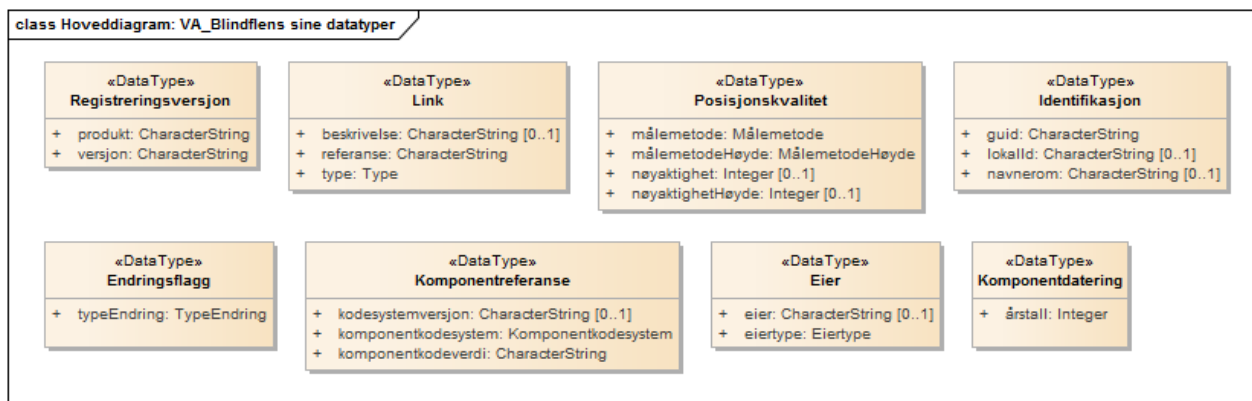 class Hoveddiagram: VA_Blindflens sine datatyper
«DataType»
Registreringsversjon
+ produkt: CharacterString
+ versjon: CharacterString
«DataType»
Link
+ beskrivelse: CharacterString [0..1]
+ referanse: CharacterString
+ type: Type
«DataType»
Posisjonskvalitet
+ målemetode: Målemetode
+ målemetodeHøyde: MålemetodeHøyde
+ nøyaktighet: Integer [0..1]
+ nøyaktighetHøyde: Integer [0..1]
«DataType»
Identifikasjon
+ guid: CharacterString
+ lokalId: CharacterString [0..1]
+ navnerom: CharacterString [0..1]
«DataType»
Endringsflagg
+ typeEndring: TypeEndring
«DataType»
Komponentreferanse
+ kodesystemversjon: CharacterString [0..1]
+ komponentkodesystem: Komponentkodesystem
+ komponentkodeverdi: CharacterString
«DataType»
Eier
+ eier: CharacterString [0..1]
+ eiertype: Eiertype
«DataType»
Komponentdatering
+ årstall: Integer